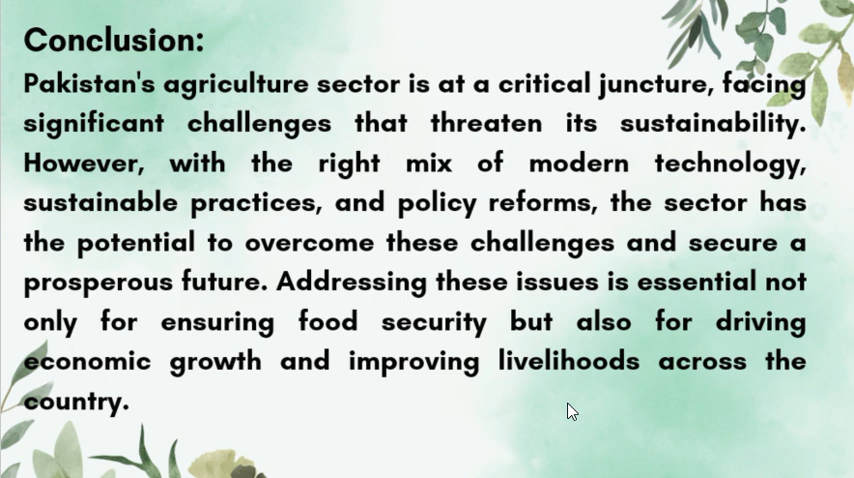 Conclusion:
Pakistan's agriculture sector is at a critical juncture, facing
significant challenges that threaten its sustainability.
However, with the right mix of modern technology,
sustainable practices, and policy reforms, the sector has
the potential to overcome these challenges and secure a
prosperous future. Addressing these issues is essential not
only for ensuring food security but also for driving
economic growth and improving livelihoods across the
country.